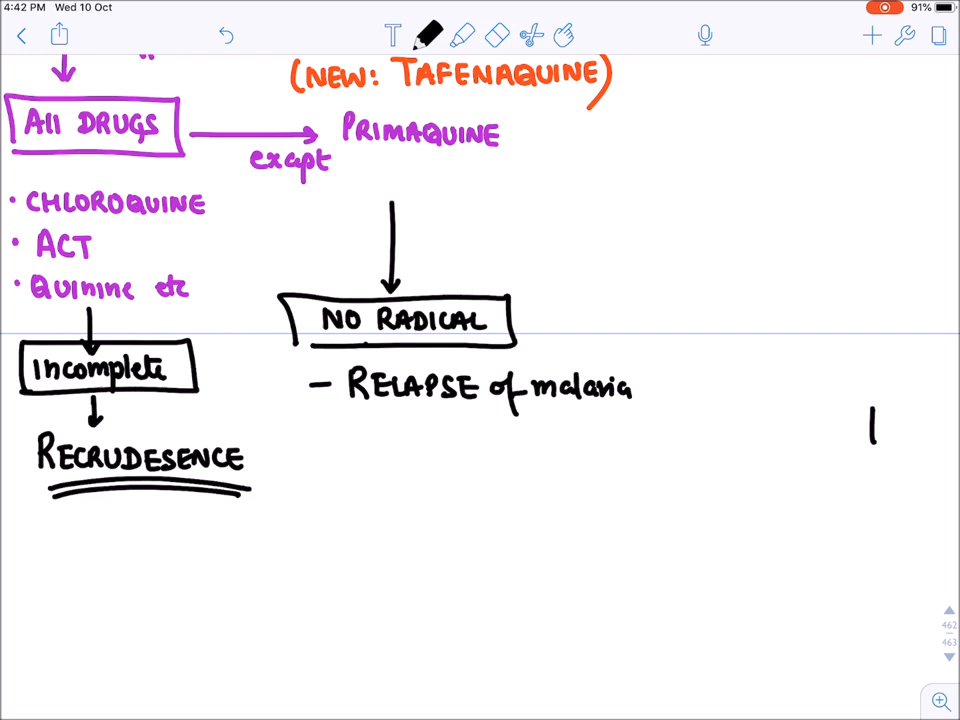 4:42 PM Wed 10 Oct
91%
T
(NEW: TAFENAQUINE)
All DRUGS
exapt
PRIMAQUINE
• CHLOROQUINE
• ACT
• Quinine etc
NO RADICAL
Incomplete
– RELAPSE of malaria
RECRUDESENCE
462
463